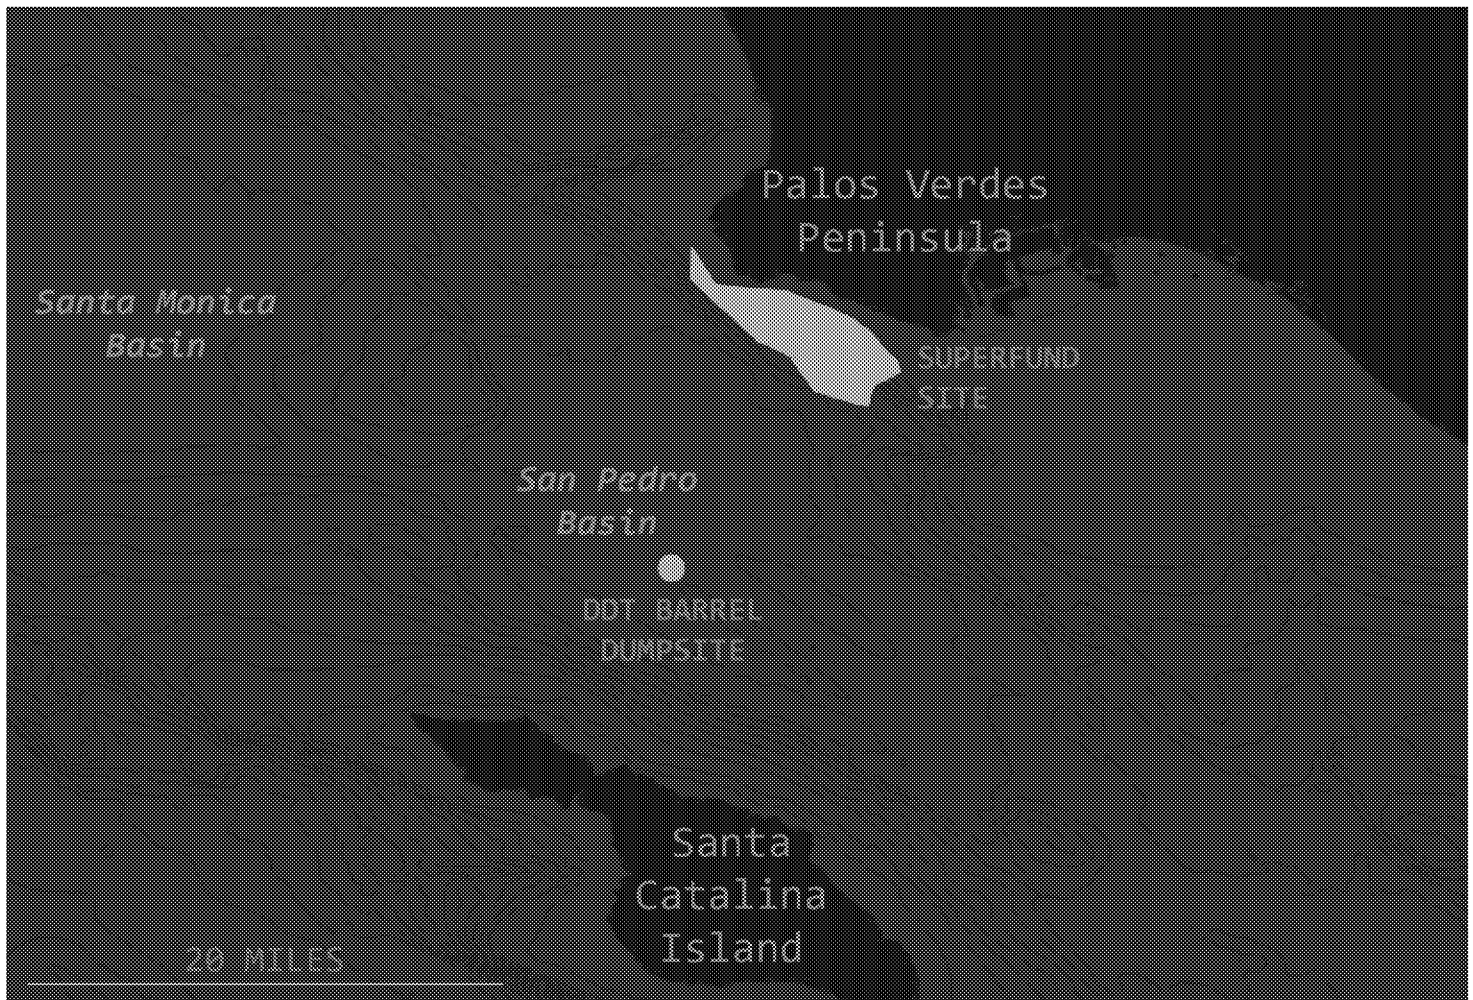 Palos Verdes
Peninsula
Santa Monica
Basin
SUPERFUND
SITE
San Pedro
Basin
DDT BARREL
DUMPSITE
Santa
Catalina
Island
20 MILES